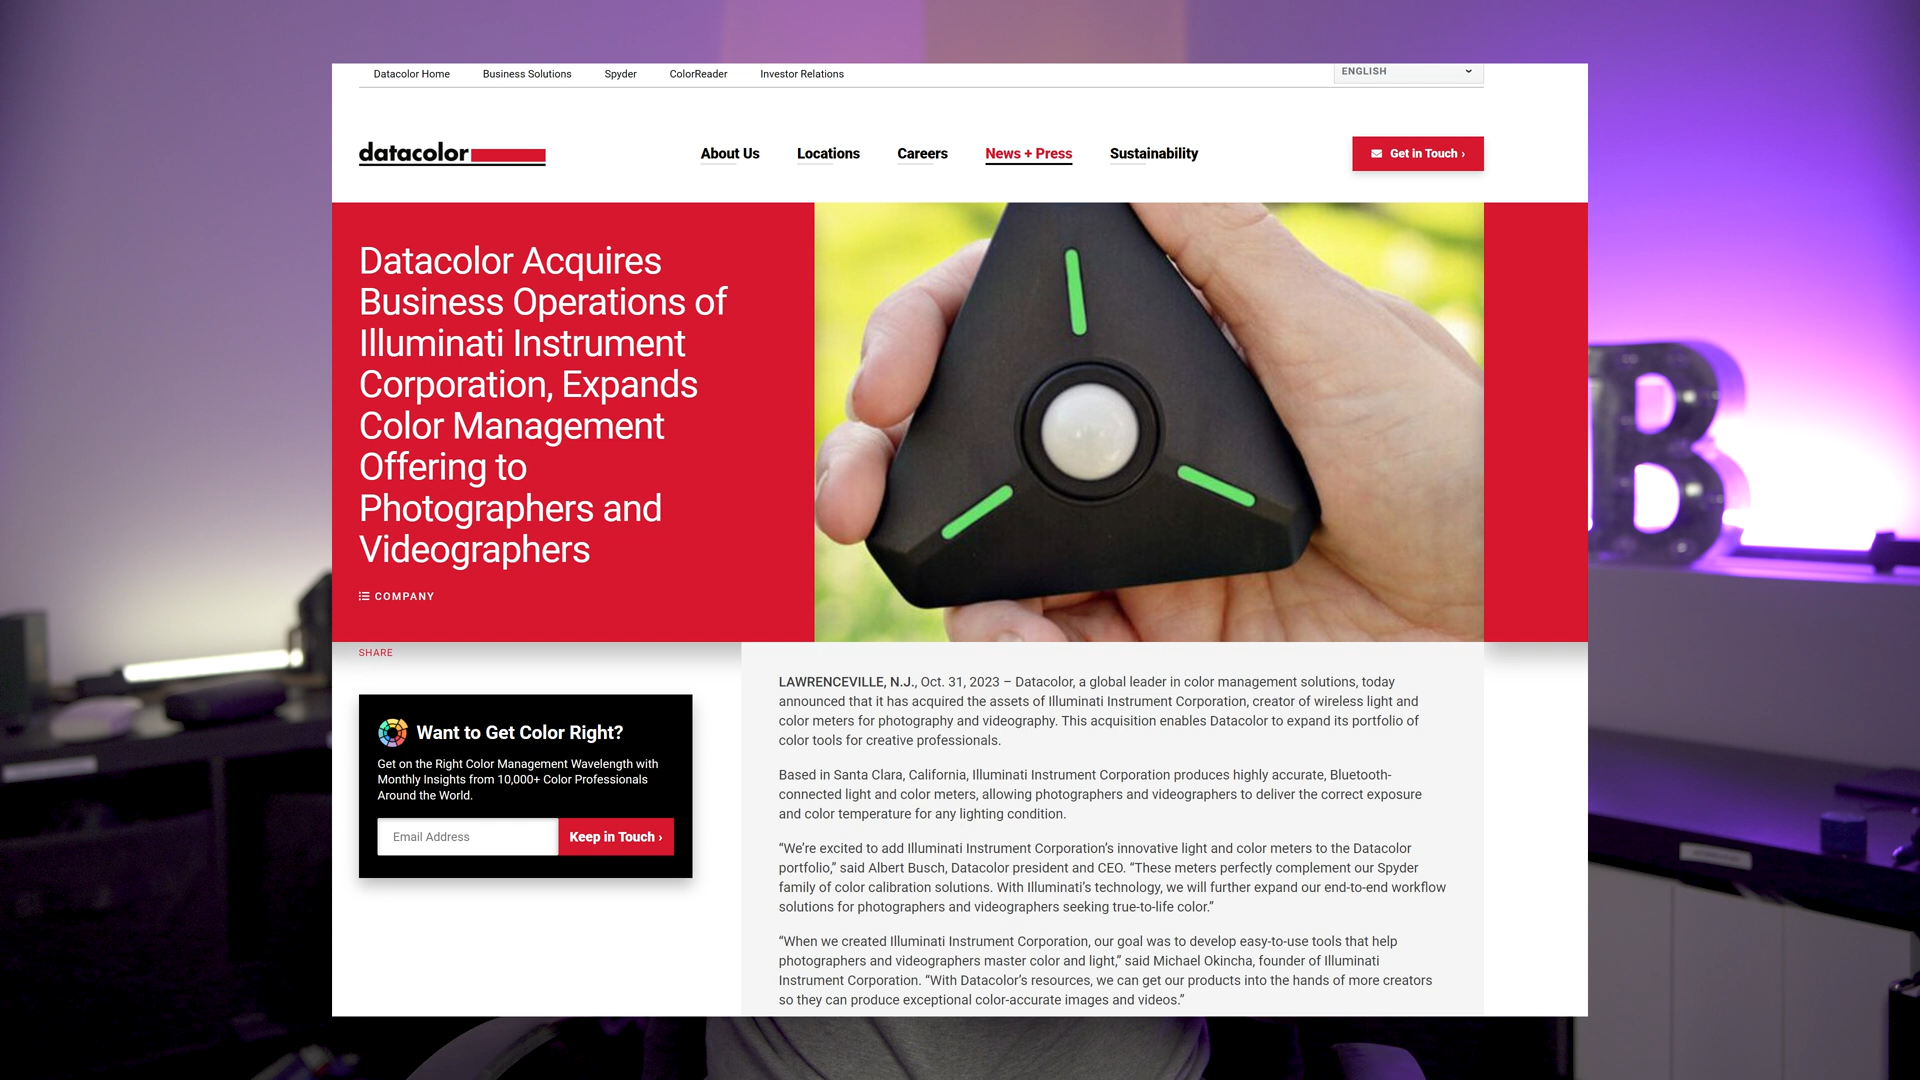 Datacolor Home Business Solutions Spyder ColorReader Investor Relations
ENGLISH
datacolor
About Us Locations Careers News + Press Sustainability
Get in Touch ›
Datacolor Acquires
Business Operations of
Illuminati Instrument
Corporation, Expands
Color Management
Offering to
Photographers and
Videographers
COMPANY
SHARE
Want to Get Color Right?
Get on the Right Color Management Wavelength with
Monthly Insights from 10,000+ Color Professionals
Around the World.
Email Address
Keep in Touch ›
LAWRENCEVILLE, N.J., Oct. 31, 2023 – Datacolor, a global leader in color management solutions, today
announced that it has acquired the assets of Illuminati Instrument Corporation, creator of wireless light and
color meters for photography and videography. This acquisition enables Datacolor to expand its portfolio of
color tools for creative professionals.
Based in Santa Clara, California, Illuminati Instrument Corporation produces highly accurate, Bluetooth-
connected light and color meters, allowing photographers and videographers to deliver the correct exposure
and color temperature for any lighting condition.
“We’re excited to add Illuminati Instrument Corporation’s innovative light and color meters to the Datacolor
portfolio,” said Albert Busch, Datacolor president and CEO. “These meters perfectly complement our Spyder
family of color calibration solutions. With Illuminati’s technology, we will further expand our end-to-end workflow
solutions for photographers and videographers seeking true-to-life color.”
“When we created Illuminati Instrument Corporation, our goal was to develop easy-to-use tools that help
photographers and videographers master color and light,” said Michael Okincha, founder of Illuminati
Instrument Corporation. “With Datacolor’s resources, we can get our products into the hands of more creators
so they can produce exceptional color-accurate images and videos.”
B